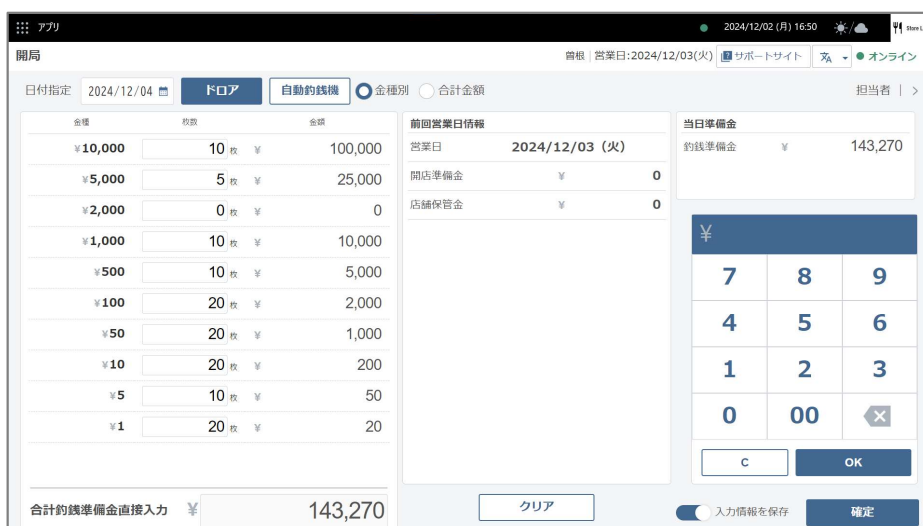 アプリ 2024/12/02 (月) 16:50 Store L
開局 曽根 営業日:2024/12/03(火) サポートサイト オンライン
日付指定 2024/12/04 ドロア 自動釣銭機 金種別 合計金額 担当者
金種 枚数 金額
¥10,000 10 枚 ¥ 100,000
¥5,000 5 枚 ¥ 25,000
¥2,000 0 枚 ¥ 0
¥1,000 10 枚 ¥ 10,000
¥500 10 枚 ¥ 5,000
¥100 20 枚 ¥ 2,000
¥50 20 枚 ¥ 1,000
¥10 20 枚 ¥ 200
¥5 10 枚 ¥ 50
¥1 20 枚 ¥ 20
合計釣銭準備金直接入力 ¥ 143,270
前回営業日情報
営業日 2024/12/03 (火)
開店準備金 ¥ 0
店舗保管金 ¥ 0
クリア
当日準備金
釣銭準備金 ¥ 143,270
¥
7 8 9
4 5 6
1 2 3
0 00
C OK
入力情報を保存 確定